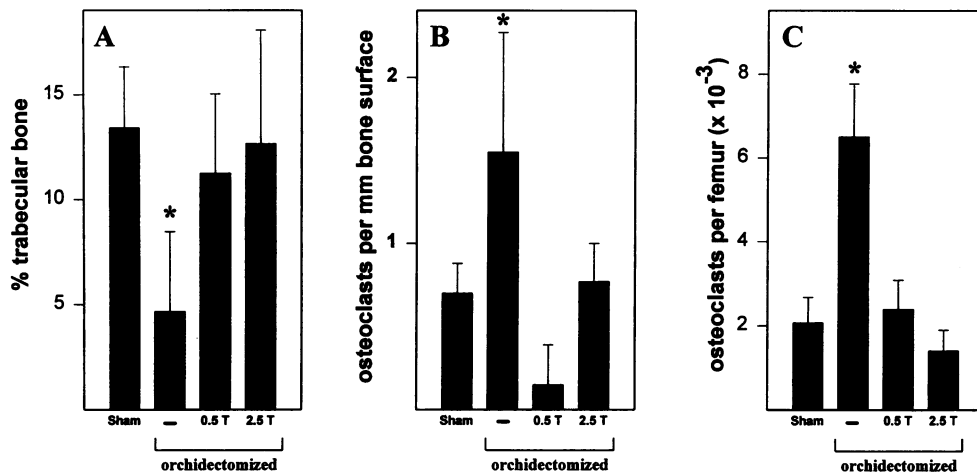 A
% trabecular bone
15
10
5
*
Sham
–
0.5 T
2.5 T
orchidectomized
B
osteoclasts per mm bone surface
2
1
*
Sham
–
0.5 T
2.5 T
orchidectomized
C
osteoclasts per femur (x 10⁻³)
8
6
4
2
*
Sham
–
0.5 T
2.5 T
orchidectomized